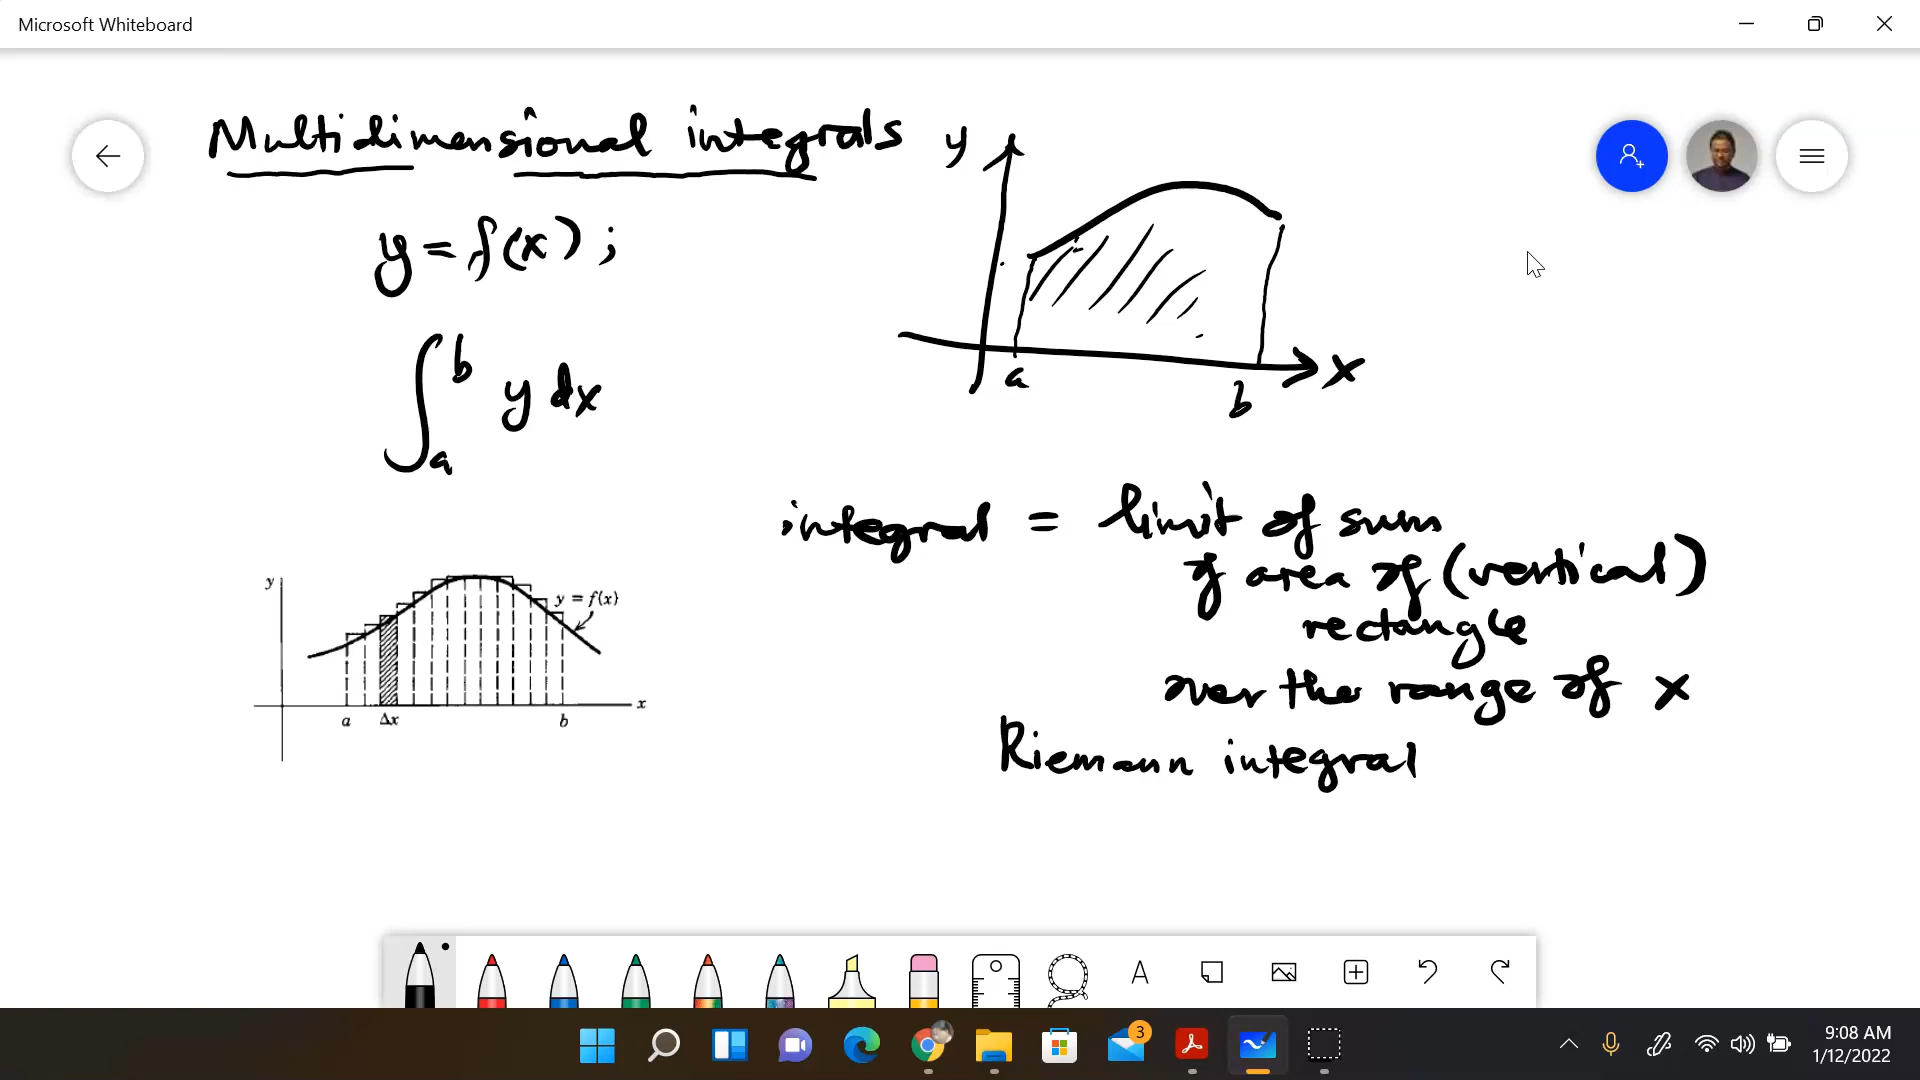 Microsoft Whiteboard
Multidimensional integrals
y = f(x) ;
∫_a^b y dx
y
a
b
x
integral = limit of sum
of area of (vertical)
rectangle
over the range of x
Riemann integral
y
y = f(x)
a
Δx
b
x
A
3
9:08 AM
1/12/2022